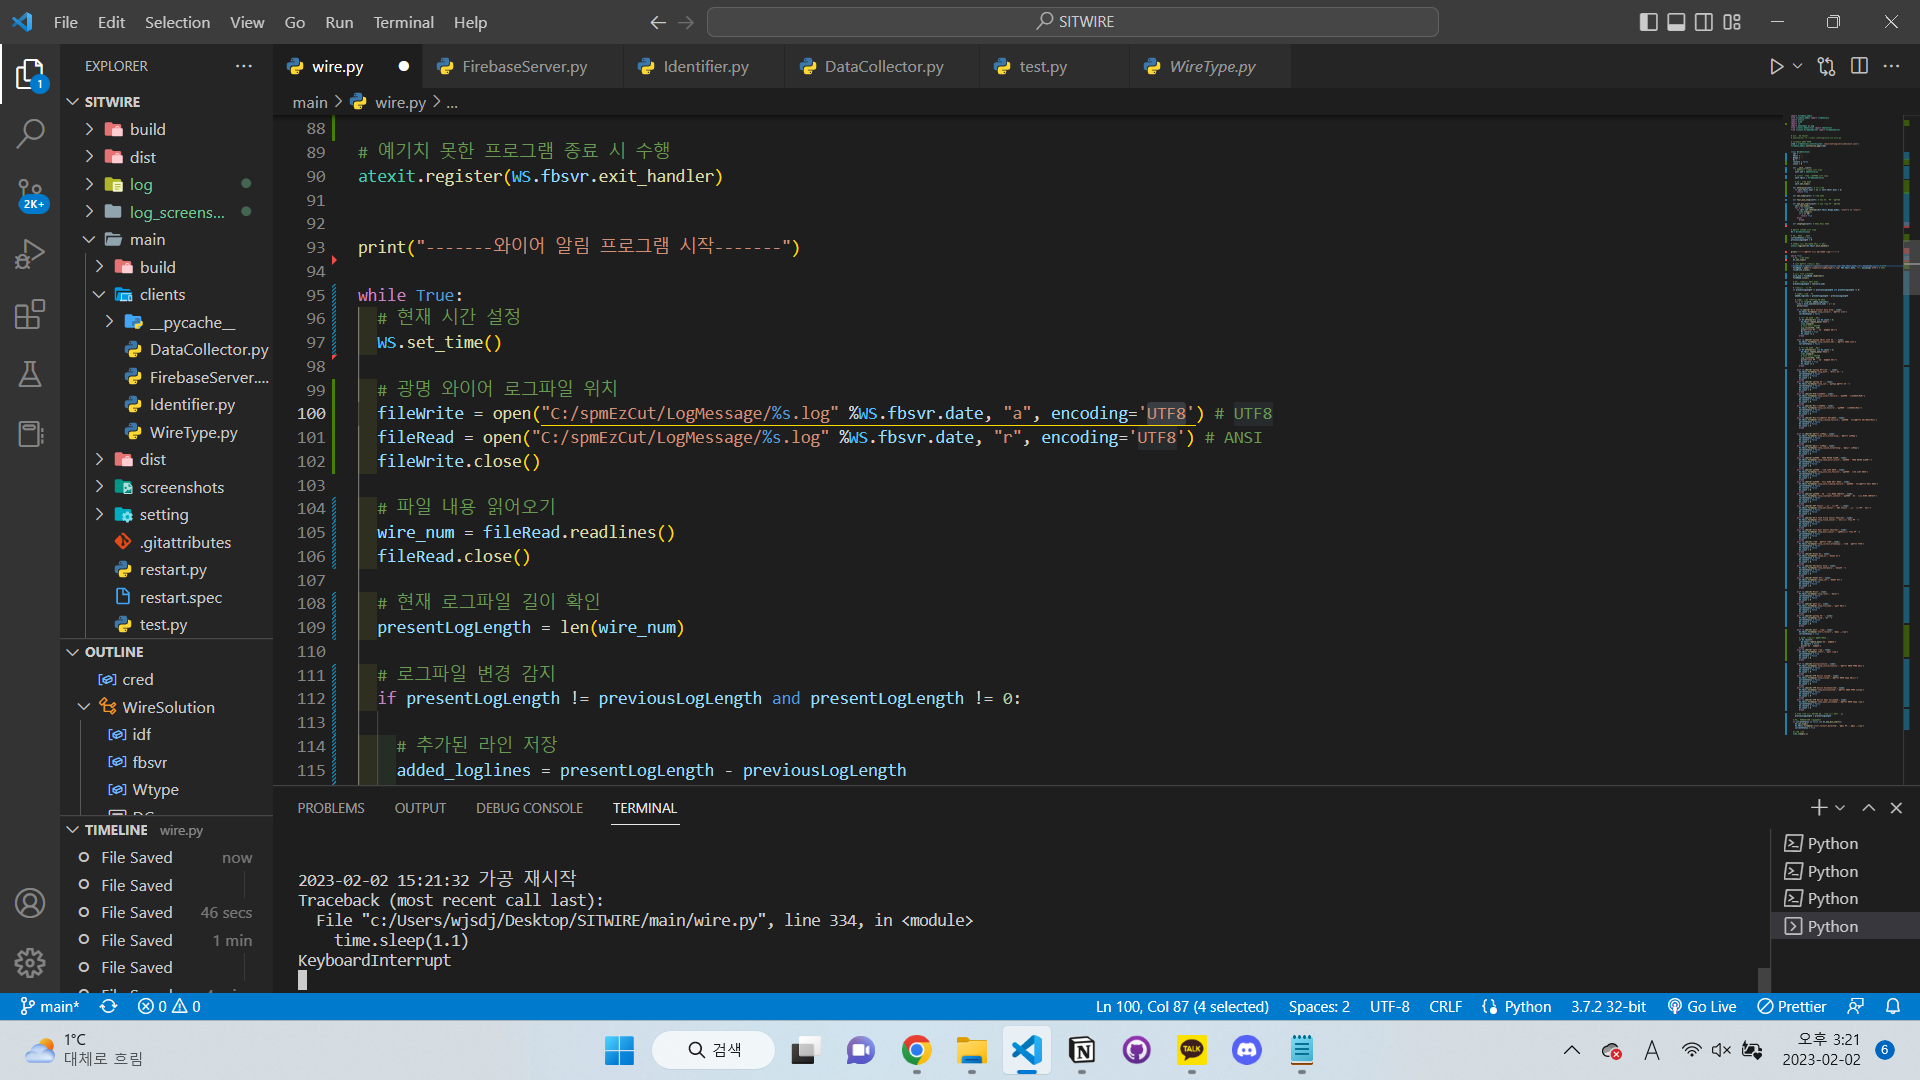 File Edit Selection View Go Run Terminal Help
SITWIRE
EXPLORER
1
2K+
SITWIRE
build
dist
log
log_screens...
main
build
clients
__pycache__
DataCollector.py
FirebaseServer....
Identifier.py
WireType.py
dist
screenshots
setting
.gitattributes
restart.py
restart.spec
test.py
OUTLINE
cred
WireSolution
idf
fbsvr
Wtype
TIMELINE wire.py
File Saved now
File Saved
File Saved 46 secs
File Saved 1 min
File Saved
wire.py FirebaseServer.py Identifier.py DataCollector.py test.py WireType.py
main > wire.py > ...
88
89 # 예기치 못한 프로그램 종료 시 수행
90 atexit.register(WS.fbsvr.exit_handler)
91
92
93 print("-------와이어 알림 프로그램 시작-------")
94
95 while True:
96 # 현재 시간 설정
97 WS.set_time()
98
99 # 광명 와이어 로그파일 위치
100 fileWrite = open("C:/spmEzCut/LogMessage/%s.log" %WS.fbsvr.date, "a", encoding='UTF8') # UTF8
101 fileRead = open("C:/spmEzCut/LogMessage/%s.log" %WS.fbsvr.date, "r", encoding='UTF8') # ANSI
102 fileWrite.close()
103
104 # 파일 내용 읽어오기
105 wire_num = fileRead.readlines()
106 fileRead.close()
107
108 # 현재 로그파일 길이 확인
109 presentLogLength = len(wire_num)
110
111 # 로그파일 변경 감지
112 if presentLogLength != previousLogLength and presentLogLength != 0:
113
114 # 추가된 라인 저장
115 added_loglines = presentLogLength - previousLogLength
PROBLEMS OUTPUT DEBUG CONSOLE TERMINAL
2023-02-02 15:21:32 가공 재시작
Traceback (most recent call last):
File "c:/Users/wjsdj/Desktop/SITWIRE/main/wire.py", line 334, in <module>
time.sleep(1.1)
KeyboardInterrupt
Python
Python
Python
Python
main* 0 0 Ln 100, Col 87 (4 selected) Spaces: 2 UTF-8 CRLF Python 3.7.2 32-bit Go Live Prettier
1°C
대체로 흐림
검색
TALK
A
오후 3:21
2023-02-02
6